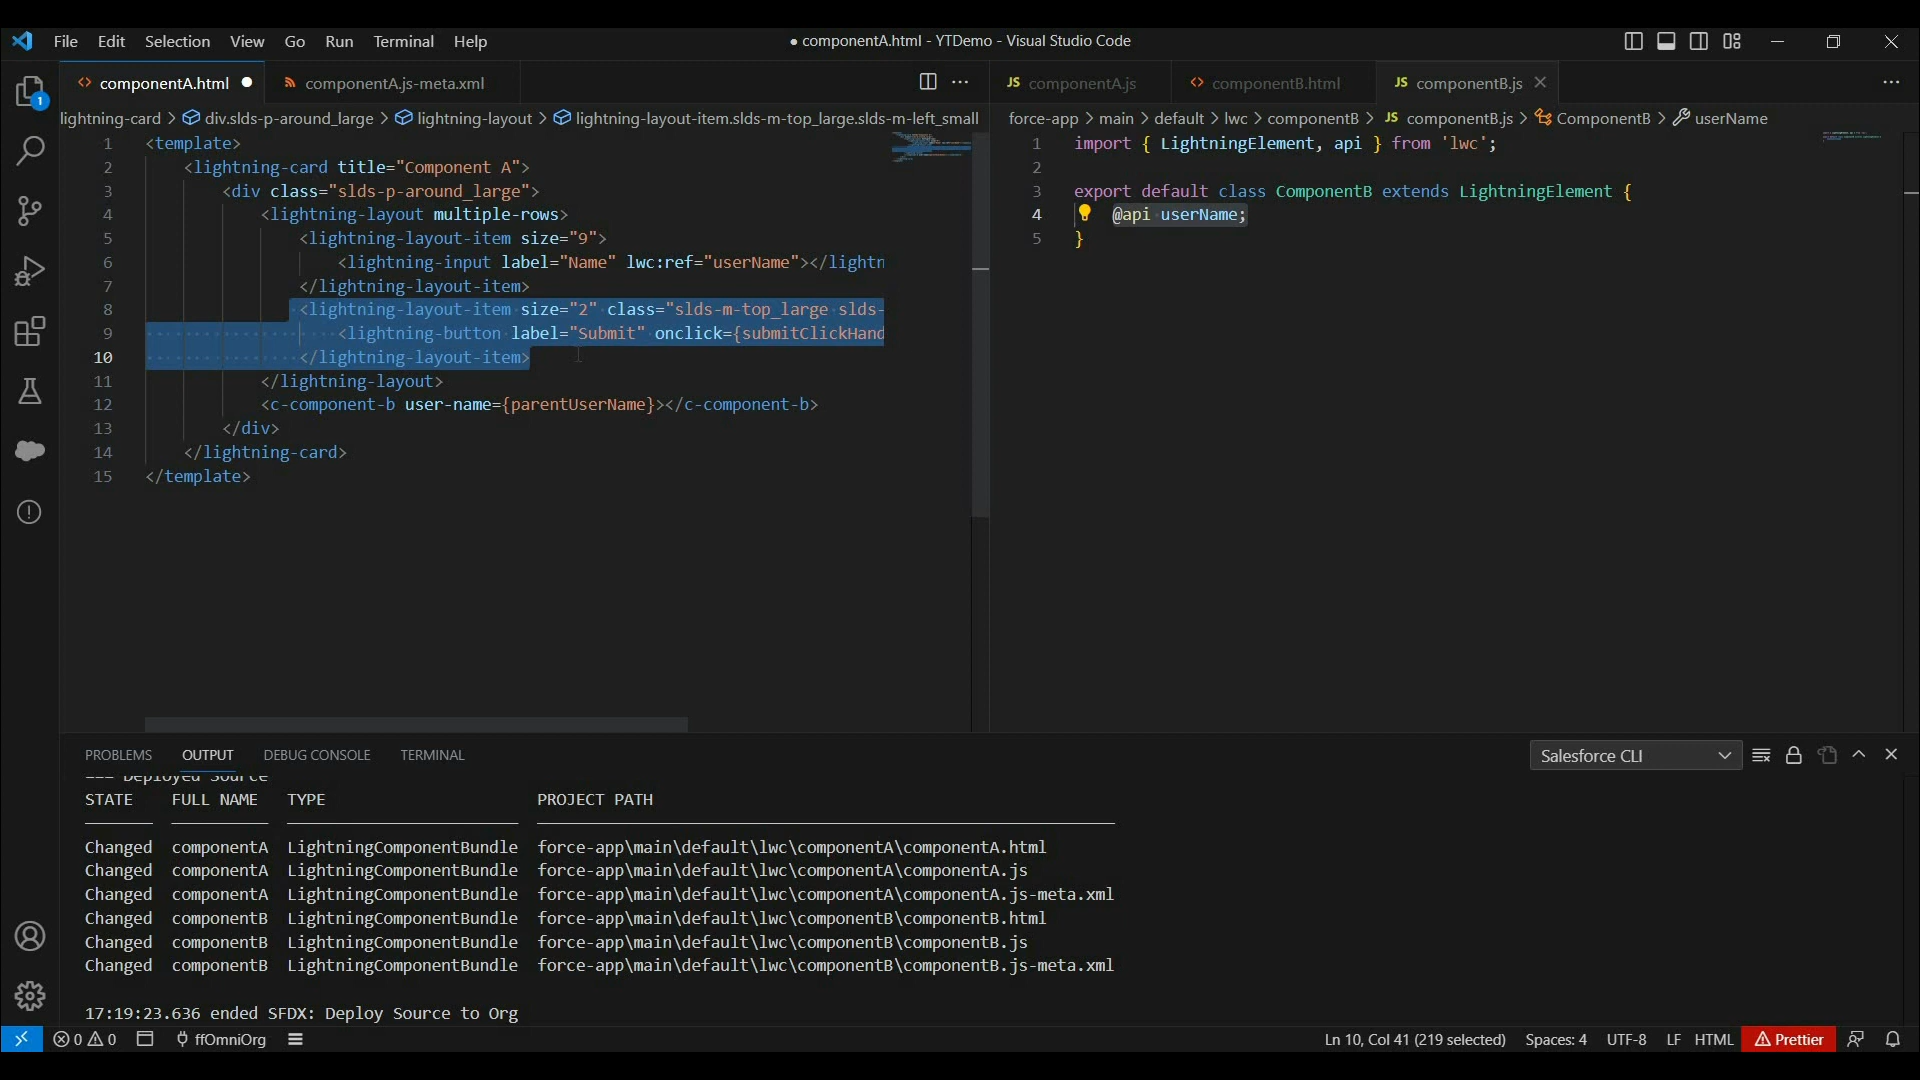 File Edit Selection View Go Run Terminal Help
● componentA.html - YTDemo - Visual Studio Code
1
componentA.html
componentA.js-meta.xml
lightning-card > div.slds-p-around_large > lightning-layout > lightning-layout-item.slds-m-top_large.slds-m-left_small
1 <template>
2 <lightning-card title="Component A">
3 <div class="slds-p-around_large">
4 <lightning-layout multiple-rows>
5 <lightning-layout-item size="9">
6 <lightning-input label="Name" lwc:ref="userName"></lightn
7 </lightning-layout-item>
8 <lightning-layout-item size="2" class="slds-m-top_large slds-
9 <lightning-button label="Submit" onclick={submitClickHand
10 </lightning-layout-item>
11 </lightning-layout>
12 <c-component-b user-name={parentUserName}></c-component-b>
13 </div>
14 </lightning-card>
15 </template>
JS componentA.js
componentB.html
JS componentB.js
force-app > main > default > lwc > componentB > JS componentB.js > ComponentB > userName
1 import { LightningElement, api } from 'lwc';
2
3 export default class ComponentB extends LightningElement {
4 @api userName;
5 }
PROBLEMS OUTPUT DEBUG CONSOLE TERMINAL
Salesforce CLI
=== Deployed Source
STATE FULL NAME TYPE PROJECT PATH
Changed componentA LightningComponentBundle force-app\main\default\lwc\componentA\componentA.html
Changed componentA LightningComponentBundle force-app\main\default\lwc\componentA\componentA.js
Changed componentA LightningComponentBundle force-app\main\default\lwc\componentA\componentA.js-meta.xml
Changed componentB LightningComponentBundle force-app\main\default\lwc\componentB\componentB.html
Changed componentB LightningComponentBundle force-app\main\default\lwc\componentB\componentB.js
Changed componentB LightningComponentBundle force-app\main\default\lwc\componentB\componentB.js-meta.xml
17:19:23.636 ended SFDX: Deploy Source to Org
0 0 ffOmniOrg
Ln 10, Col 41 (219 selected) Spaces: 4 UTF-8 LF HTML Prettier